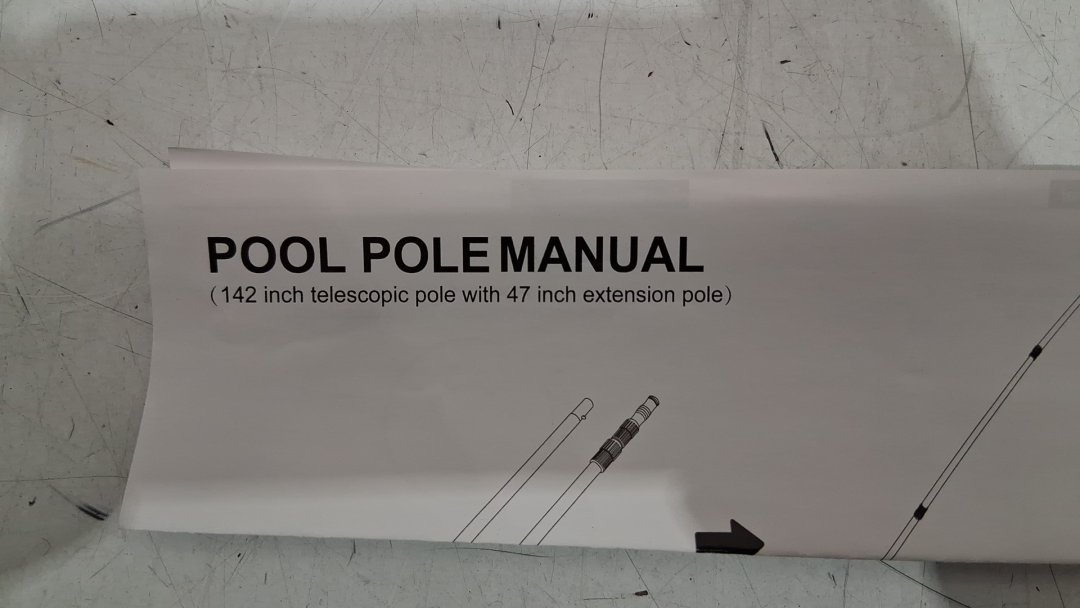 POOL POLE MANUAL
（142 inch telescopic pole with 47 inch extension pole）